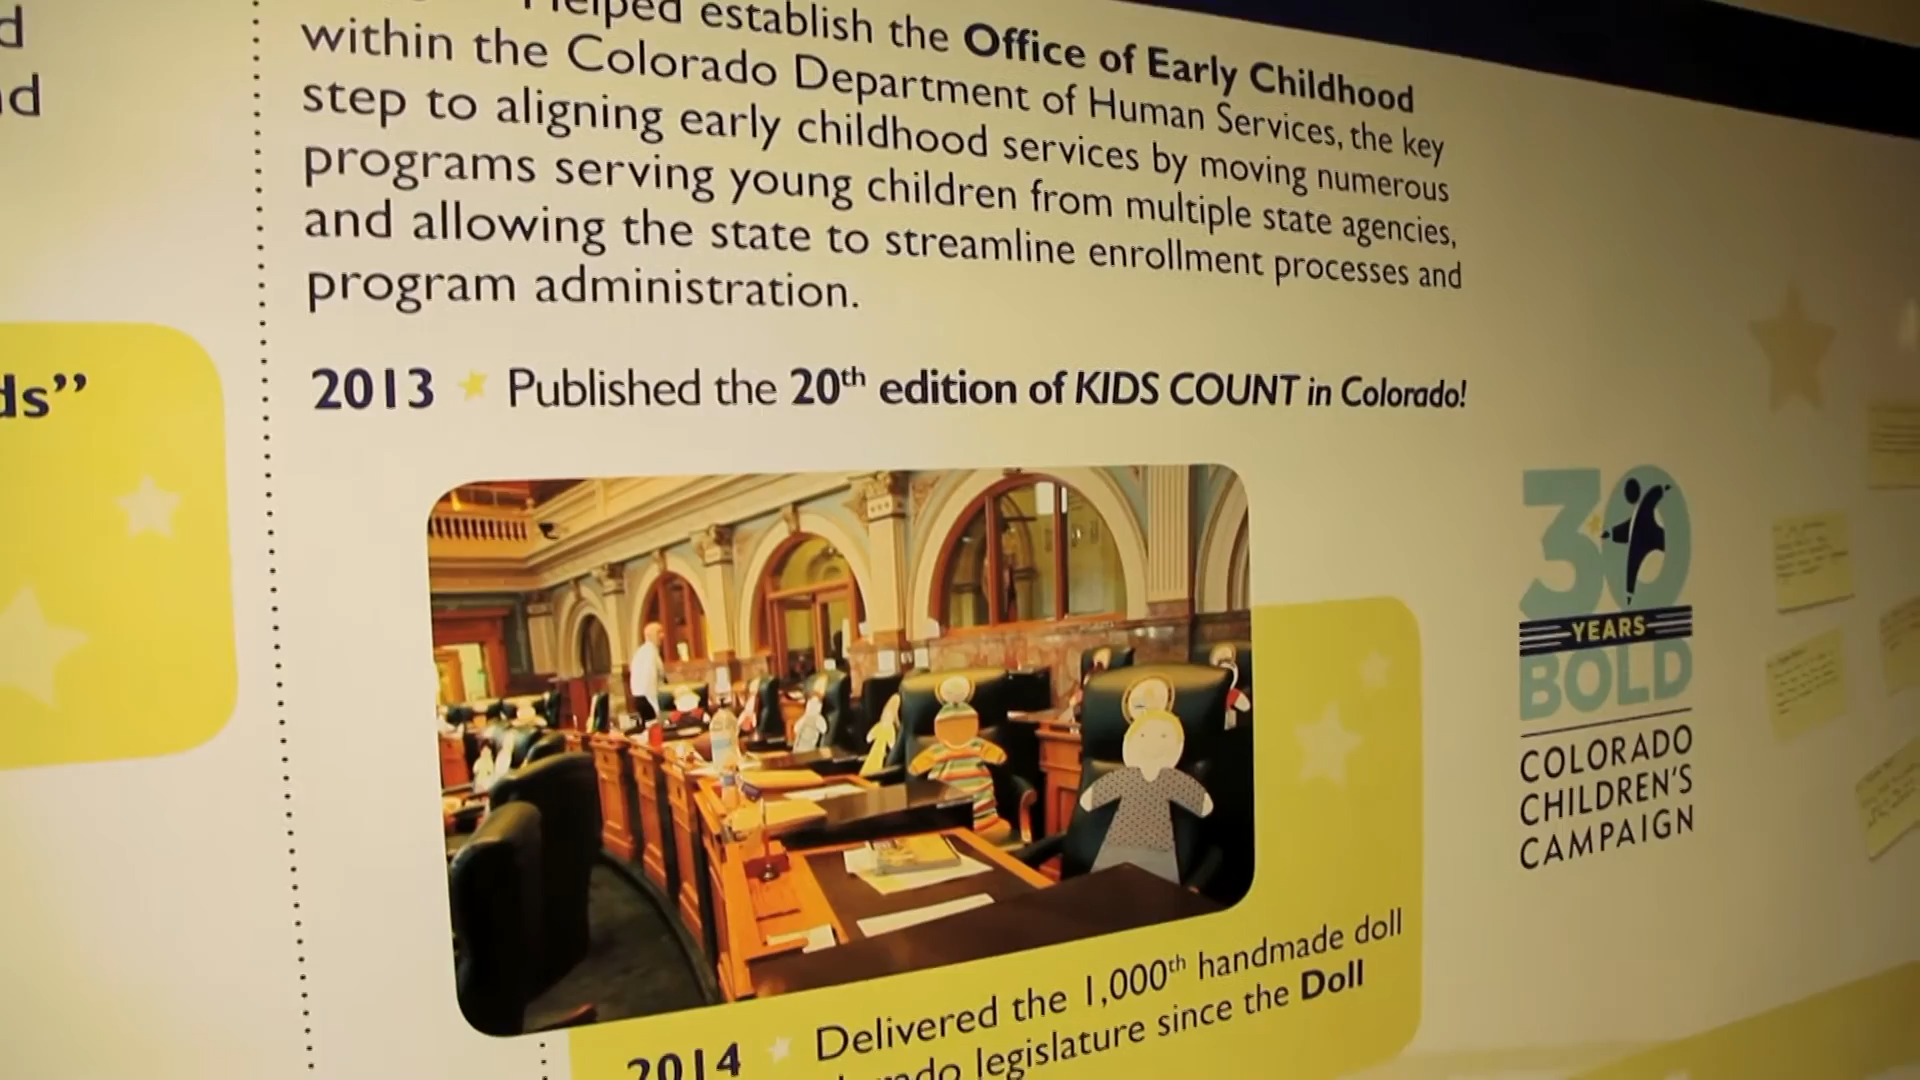 d
nd
ds”
Helped establish the Office of Early Childhood
within the Colorado Department of Human Services, the key
step to aligning early childhood services by moving numerous
programs serving young children from multiple state agencies,
and allowing the state to streamline enrollment processes and
program administration.
2013 Published the 20th edition of KIDS COUNT in Colorado!
2014 Delivered the 1,000th handmade doll
legislature since the Doll
30
YEARS
BOLD
COLORADO
CHILDREN'S
CAMPAIGN